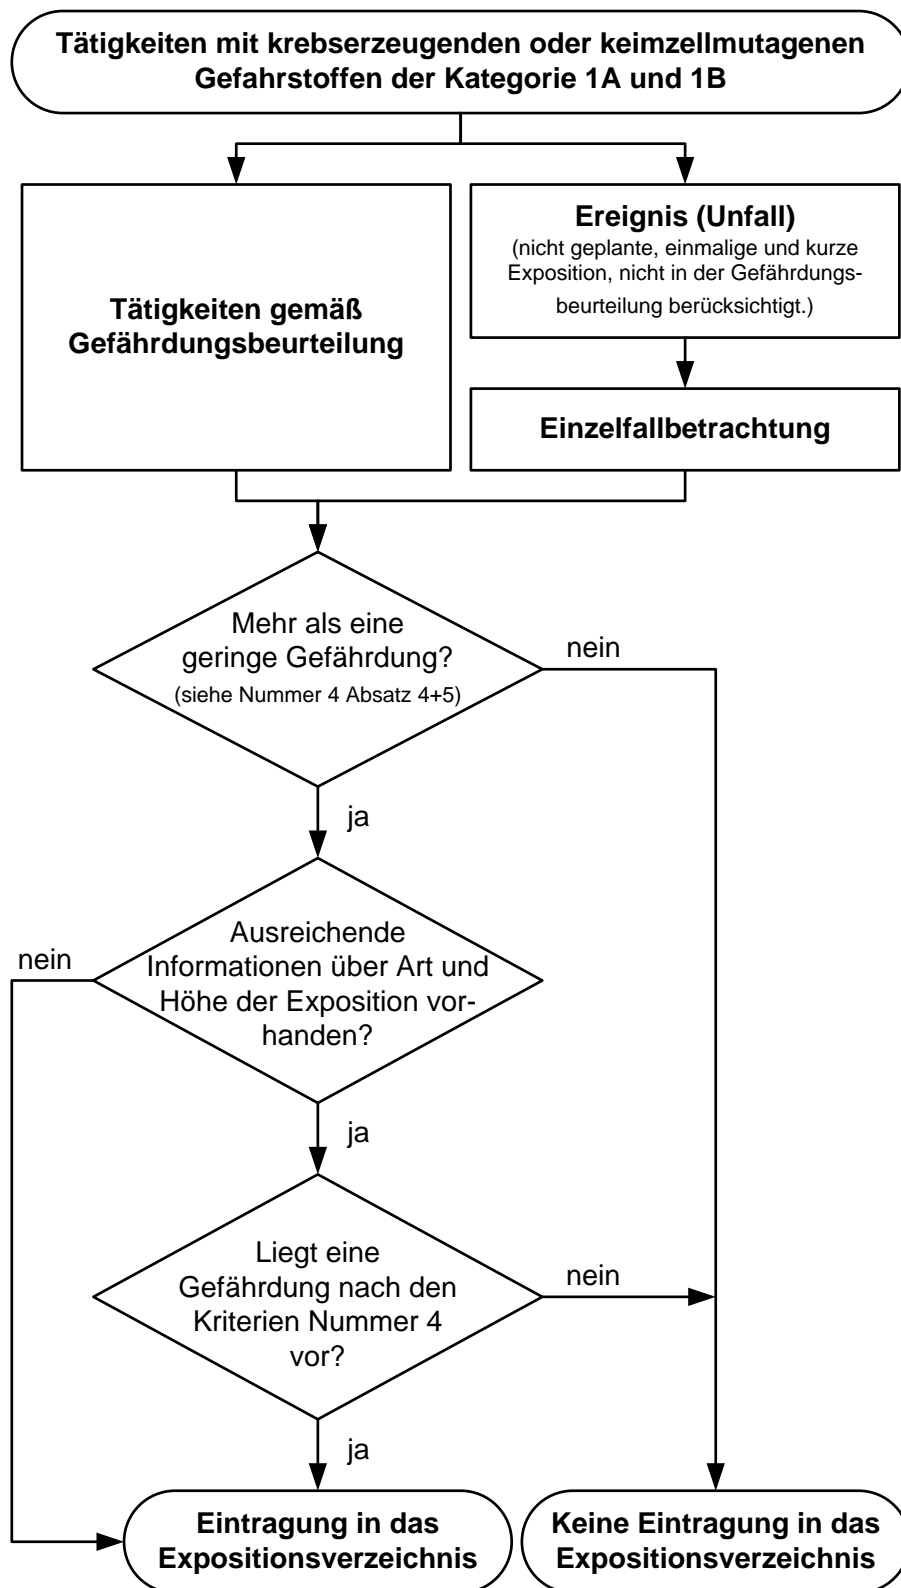 Tätigkeiten mit krebserzeugenden oder keimzellmutagenen
Gefahrstoffen der Kategorie 1A und 1B
Tätigkeiten gemäß
Gefährdungsbeurteilung
Ereignis (Unfall)
(nicht geplante, einmalige und kurze
Exposition, nicht in der Gefährdungs-
beurteilung berücksichtigt.)
Einzelfallbetrachtung
Mehr als eine
geringe Gefährdung?
(siehe Nummer 4 Absatz 4+5)
nein
ja
Ausreichende
Informationen über Art und
Höhe der Exposition vor-
handen?
nein
ja
Liegt eine
Gefährdung nach den
Kriterien Nummer 4
vor?
nein
ja
Eintragung in das
Expositionsverzeichnis
Keine Eintragung in das
Expositionsverzeichnis